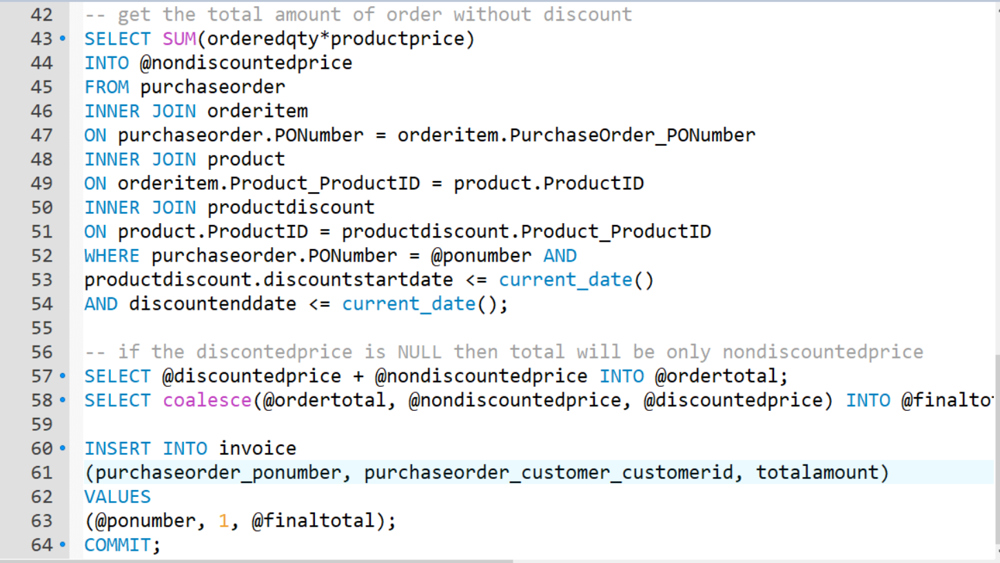 42 -- get the total amount of order without discount
43 SELECT SUM(orderedqty*productprice)
44 INTO @nondiscountedprice
45 FROM purchaseorder
46 INNER JOIN orderitem
47 ON purchaseorder.PONumber = orderitem.PurchaseOrder_PONumber
48 INNER JOIN product
49 ON orderitem.Product_ProductID = product.ProductID
50 INNER JOIN productdiscount
51 ON product.ProductID = productdiscount.Product_ProductID
52 WHERE purchaseorder.PONumber = @ponumber AND
53 productdiscount.discountstartdate <= current_date()
54 AND discountenddate <= current_date();
55
56 -- if the discontedprice is NULL then total will be only nondiscountedprice
57 SELECT @discountedprice + @nondiscountedprice INTO @ordertotal;
58 SELECT coalesce(@ordertotal, @nondiscountedprice, @discountedprice) INTO @finalto
59
60 INSERT INTO invoice
61 (purchaseorder_ponumber, purchaseorder_customer_customerid, totalamount)
62 VALUES
63 (@ponumber, 1, @finaltotal);
64 COMMIT;